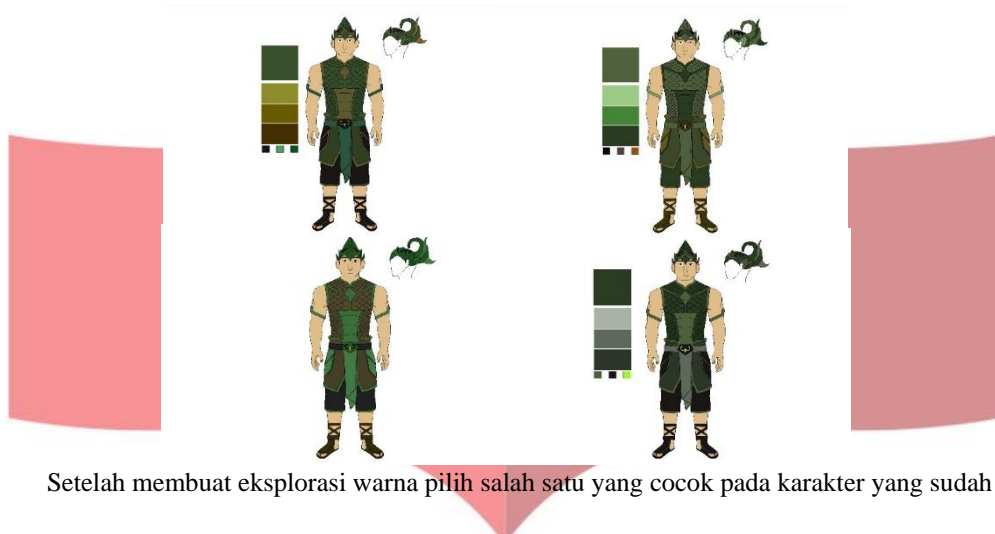 Setelah membuat eksplorasi warna pilih salah satu yang cocok pada karakter yang sudah